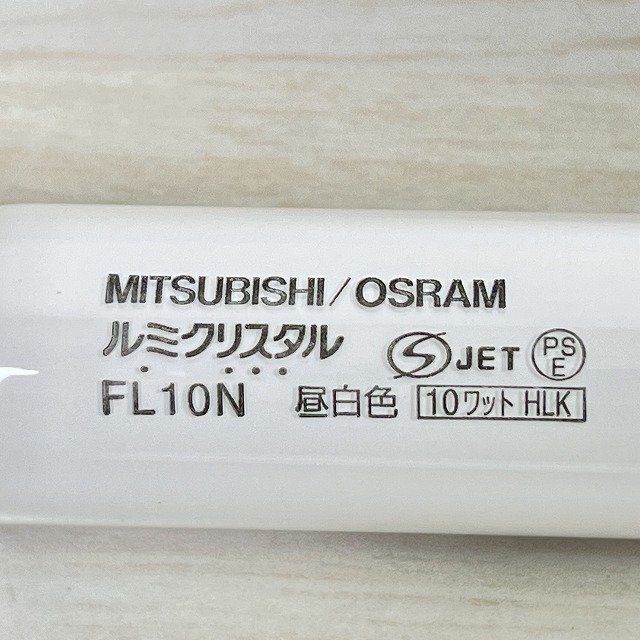 MITSUBISHI/OSRAM
ルミクリスタル S JET PS E
FL10N 昼白色 10ワット HLK